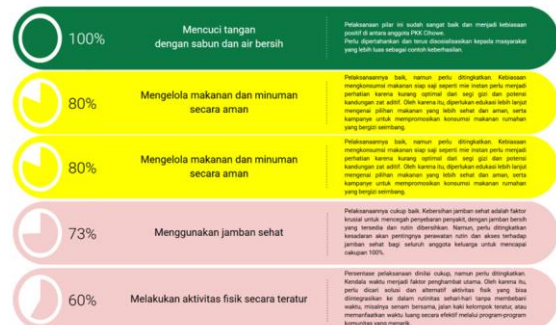 100%
Mencuci tangan
dengan sabun dan air bersih
Pelaksanaan pilar ini sudah sangat baik dan menjadi kebiasaan
positif di antara anggota PKK Cihowe.
Perlu dipertahankan dan terus disosialisasikan kepada masyarakat
yang lebih luas sebagai contoh keberhasilan.
80%
Mengelola makanan dan minuman
secara aman
Pelaksanaannya baik, namun perlu ditingkatkan. Kebiasaan
mengkonsumsi makanan siap saji seperti mie instan perlu menjadi
perhatian karena kurang optimal dari segi gizi dan potensi
kandungan zat aditif. Oleh karena itu, diperlukan edukasi lebih lanjut
mengenai pilihan makanan yang lebih sehat dan aman, serta
kampanye untuk mempromosikan konsumsi makanan rumahan
yang bergizi seimbang.
80%
Mengelola makanan dan minuman
secara aman
Pelaksanaannya baik, namun perlu ditingkatkan. Kebiasaan
mengkonsumsi makanan siap saji seperti mie instan perlu menjadi
perhatian karena kurang optimal dari segi gizi dan potensi
kandungan zat aditif. Oleh karena itu, diperlukan edukasi lebih lanjut
mengenai pilihan makanan yang lebih sehat dan aman, serta
kampanye untuk mempromosikan konsumsi makanan rumahan
yang bergizi seimbang.
73%
Menggunakan jamban sehat
Pelaksanaannya cukup baik. Kebersihan jamban sehat adalah faktor
krusial untuk mencegah penyebaran penyakit, dengan jamban bersih
yang tersedia dan rutin dibersihkan. Namun, perlu ditingkatkan
kesadaran akan pentingnya perawatan rutin dan akses terhadap
jamban sehat bagi seluruh anggota keluarga untuk mencapai
cakupan 100%.
60%
Melakukan aktivitas fisik secara teratur
Persentase pelaksanaan dinilai cukup, namun perlu ditingkatkan.
Kendala waktu menjadi faktor penghambat utama. Oleh karena itu,
perlu dicari solusi dan alternatif aktivitas fisik yang bisa
diintegrasikan ke dalam rutinitas sehari-hari tanpa membebani
waktu, misalnya senam bersama, jalan kaki kelompok teratur, atau
memanfaatkan waktu luang secara efektif melalui program-program
komunitas yang menarik.